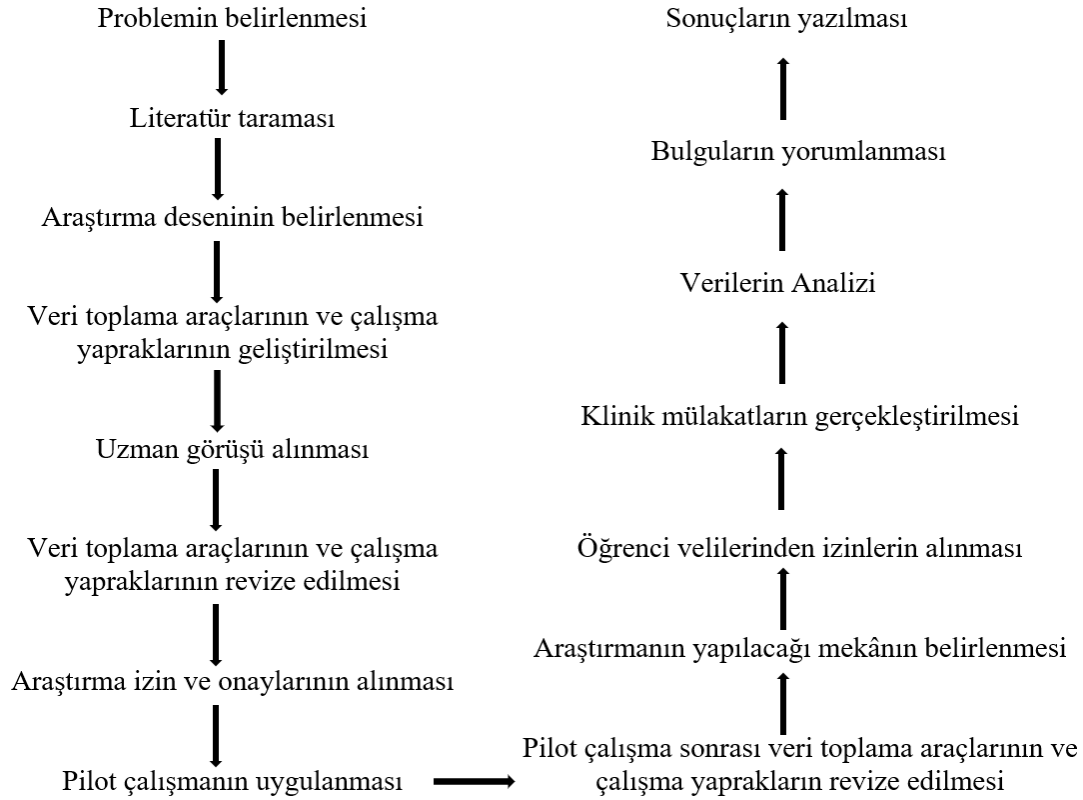 Problemin belirlenmesi
Literatür taraması
Araştırma deseninin belirlenmesi
Veri toplama araçlarının ve çalışma
yapraklarının geliştirilmesi
Uzman görüşü alınması
Veri toplama araçlarının ve çalışma
yapraklarının revize edilmesi
Araştırma izin ve onaylarının alınması
Pilot çalışmanın uygulanması
Pilot çalışma sonrası veri toplama araçlarının ve
çalışma yaprakların revize edilmesi
Araştırmanın yapılacağı mekânın belirlenmesi
Öğrenci velilerinden izinlerin alınması
Klinik mülakatların gerçekleştirilmesi
Verilerin Analizi
Bulguların yorumlanması
Sonuçların yazılması